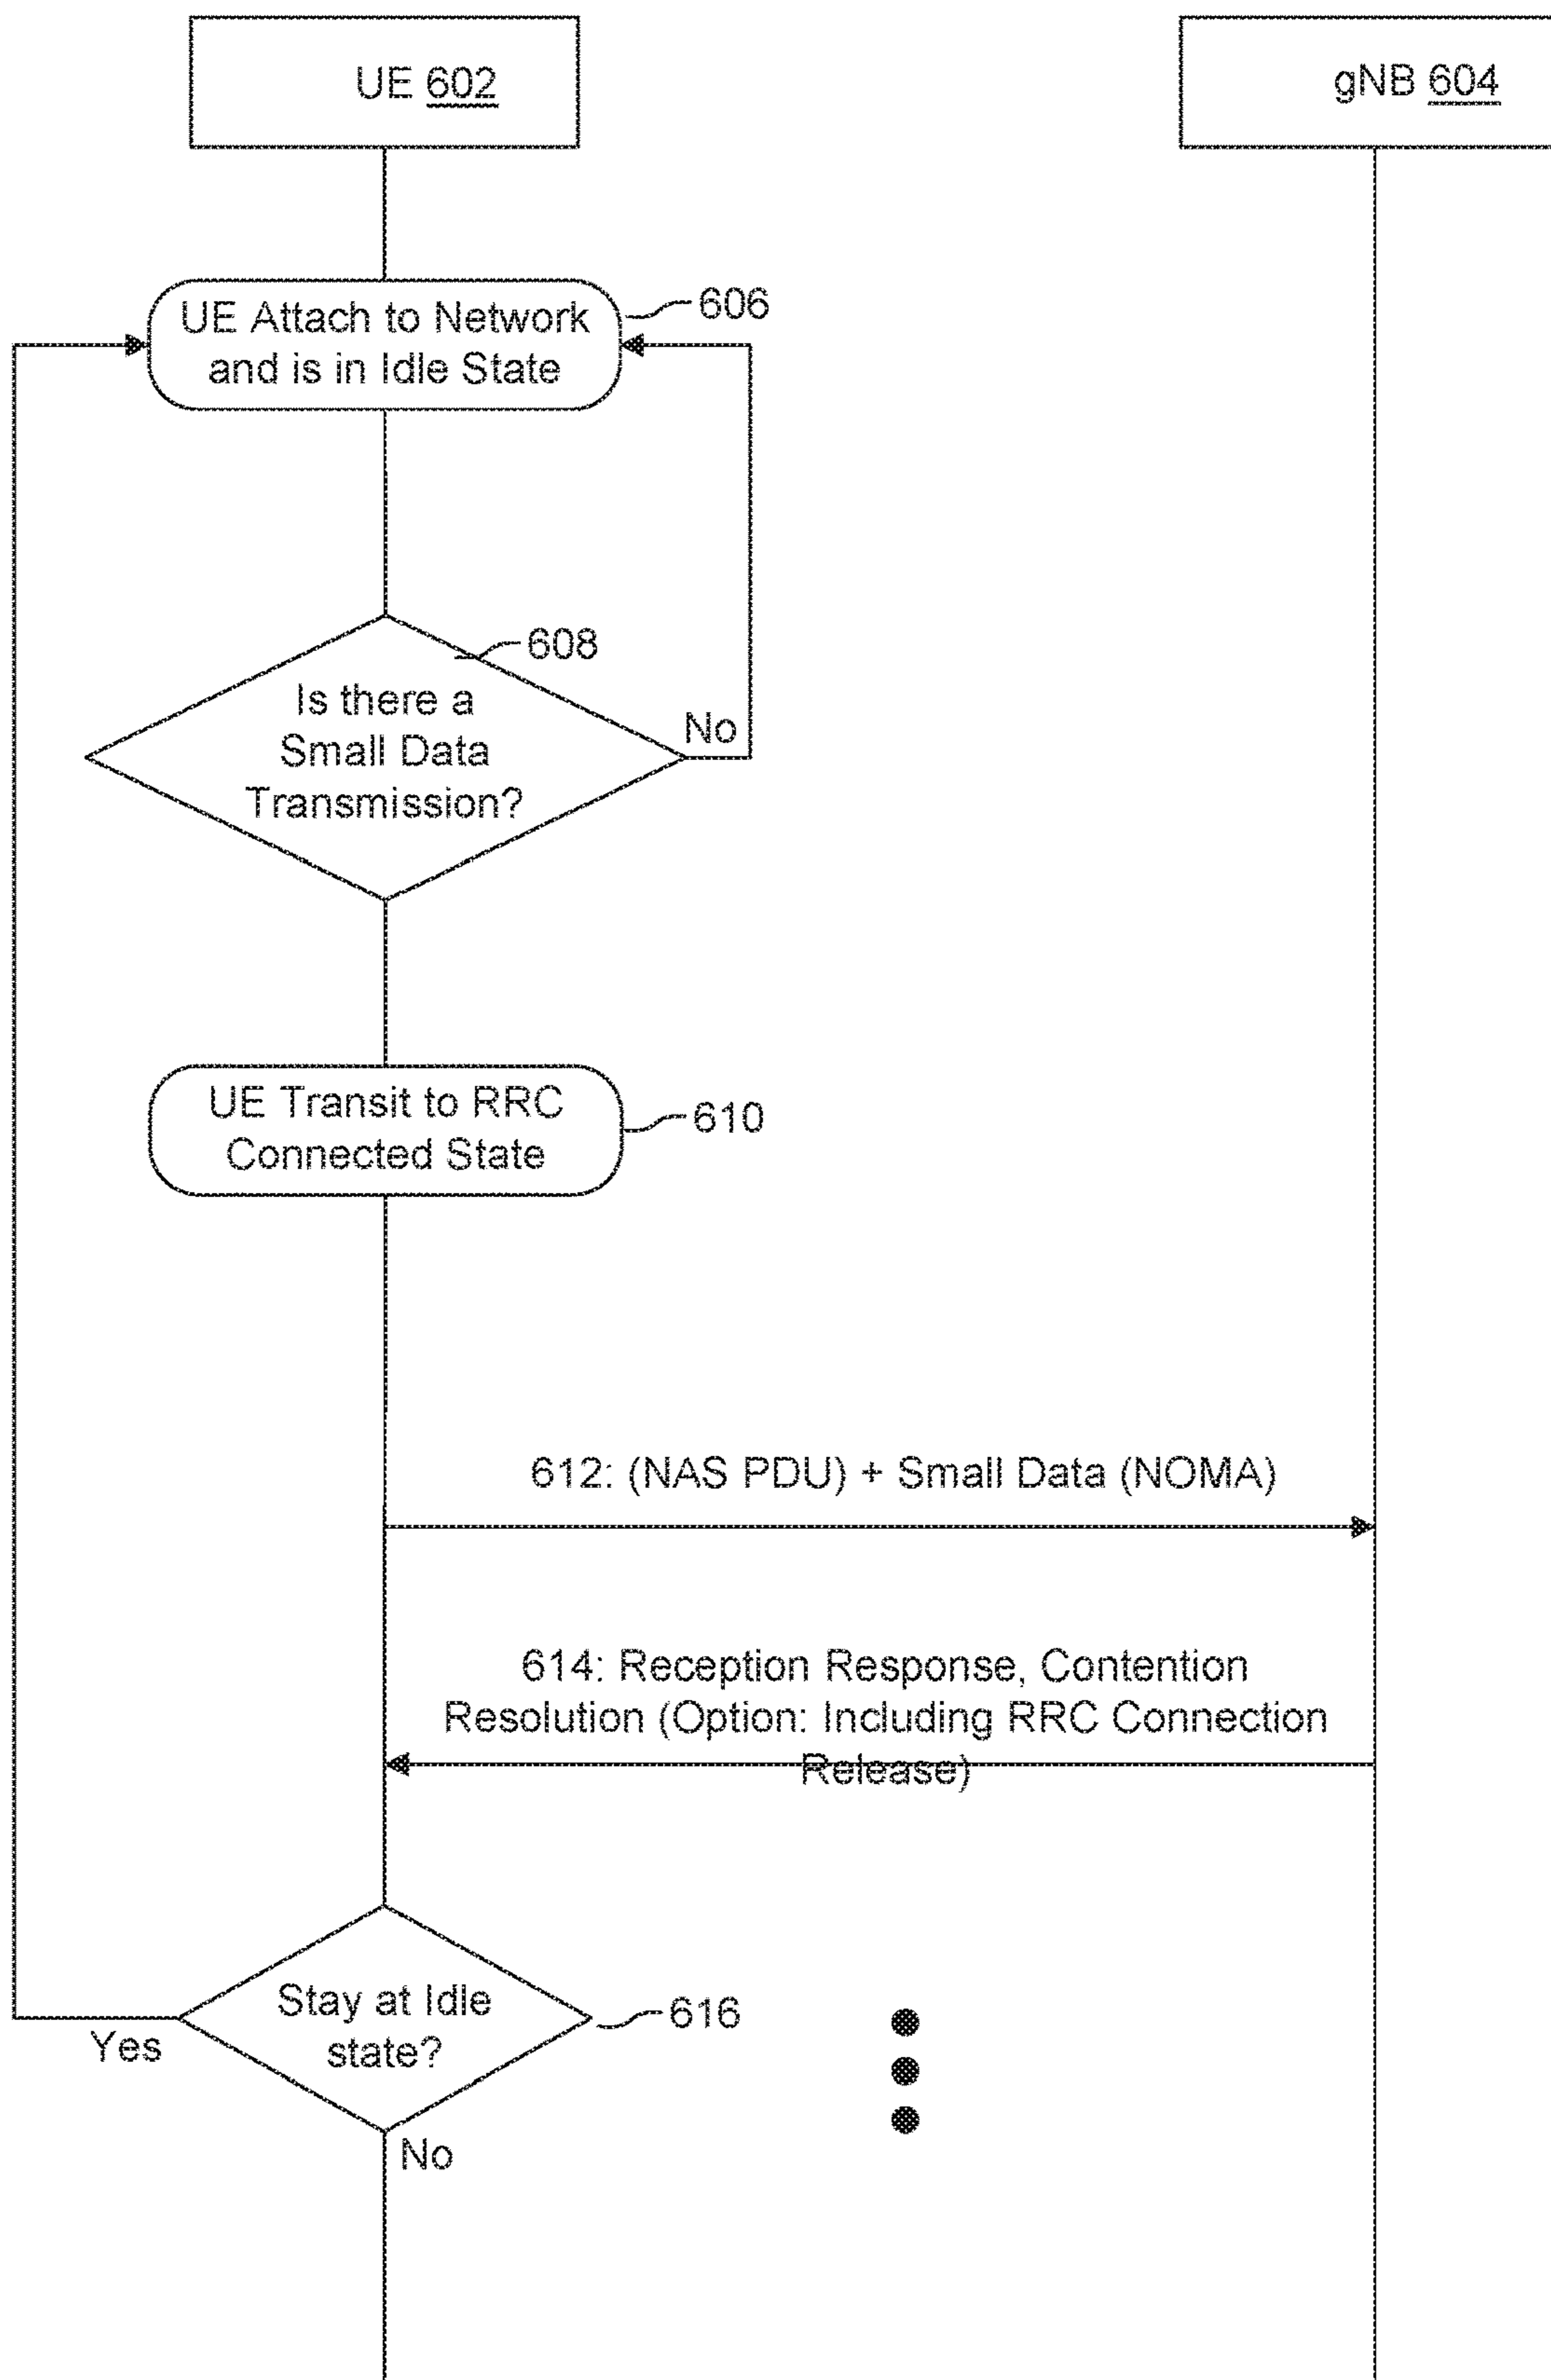 UE 602
gNB 604
UE Attach to Network
and is in Idle State
606
608
Is there a
Small Data
Transmission?
No
UE Transit to RRC
Connected State
610
612: (NAS PDU) + Small Data (NOMA)
614: Reception Response, Contention
Resolution (Option: Including RRC Connection
Release)
Stay at Idle
state?
616
Yes
No